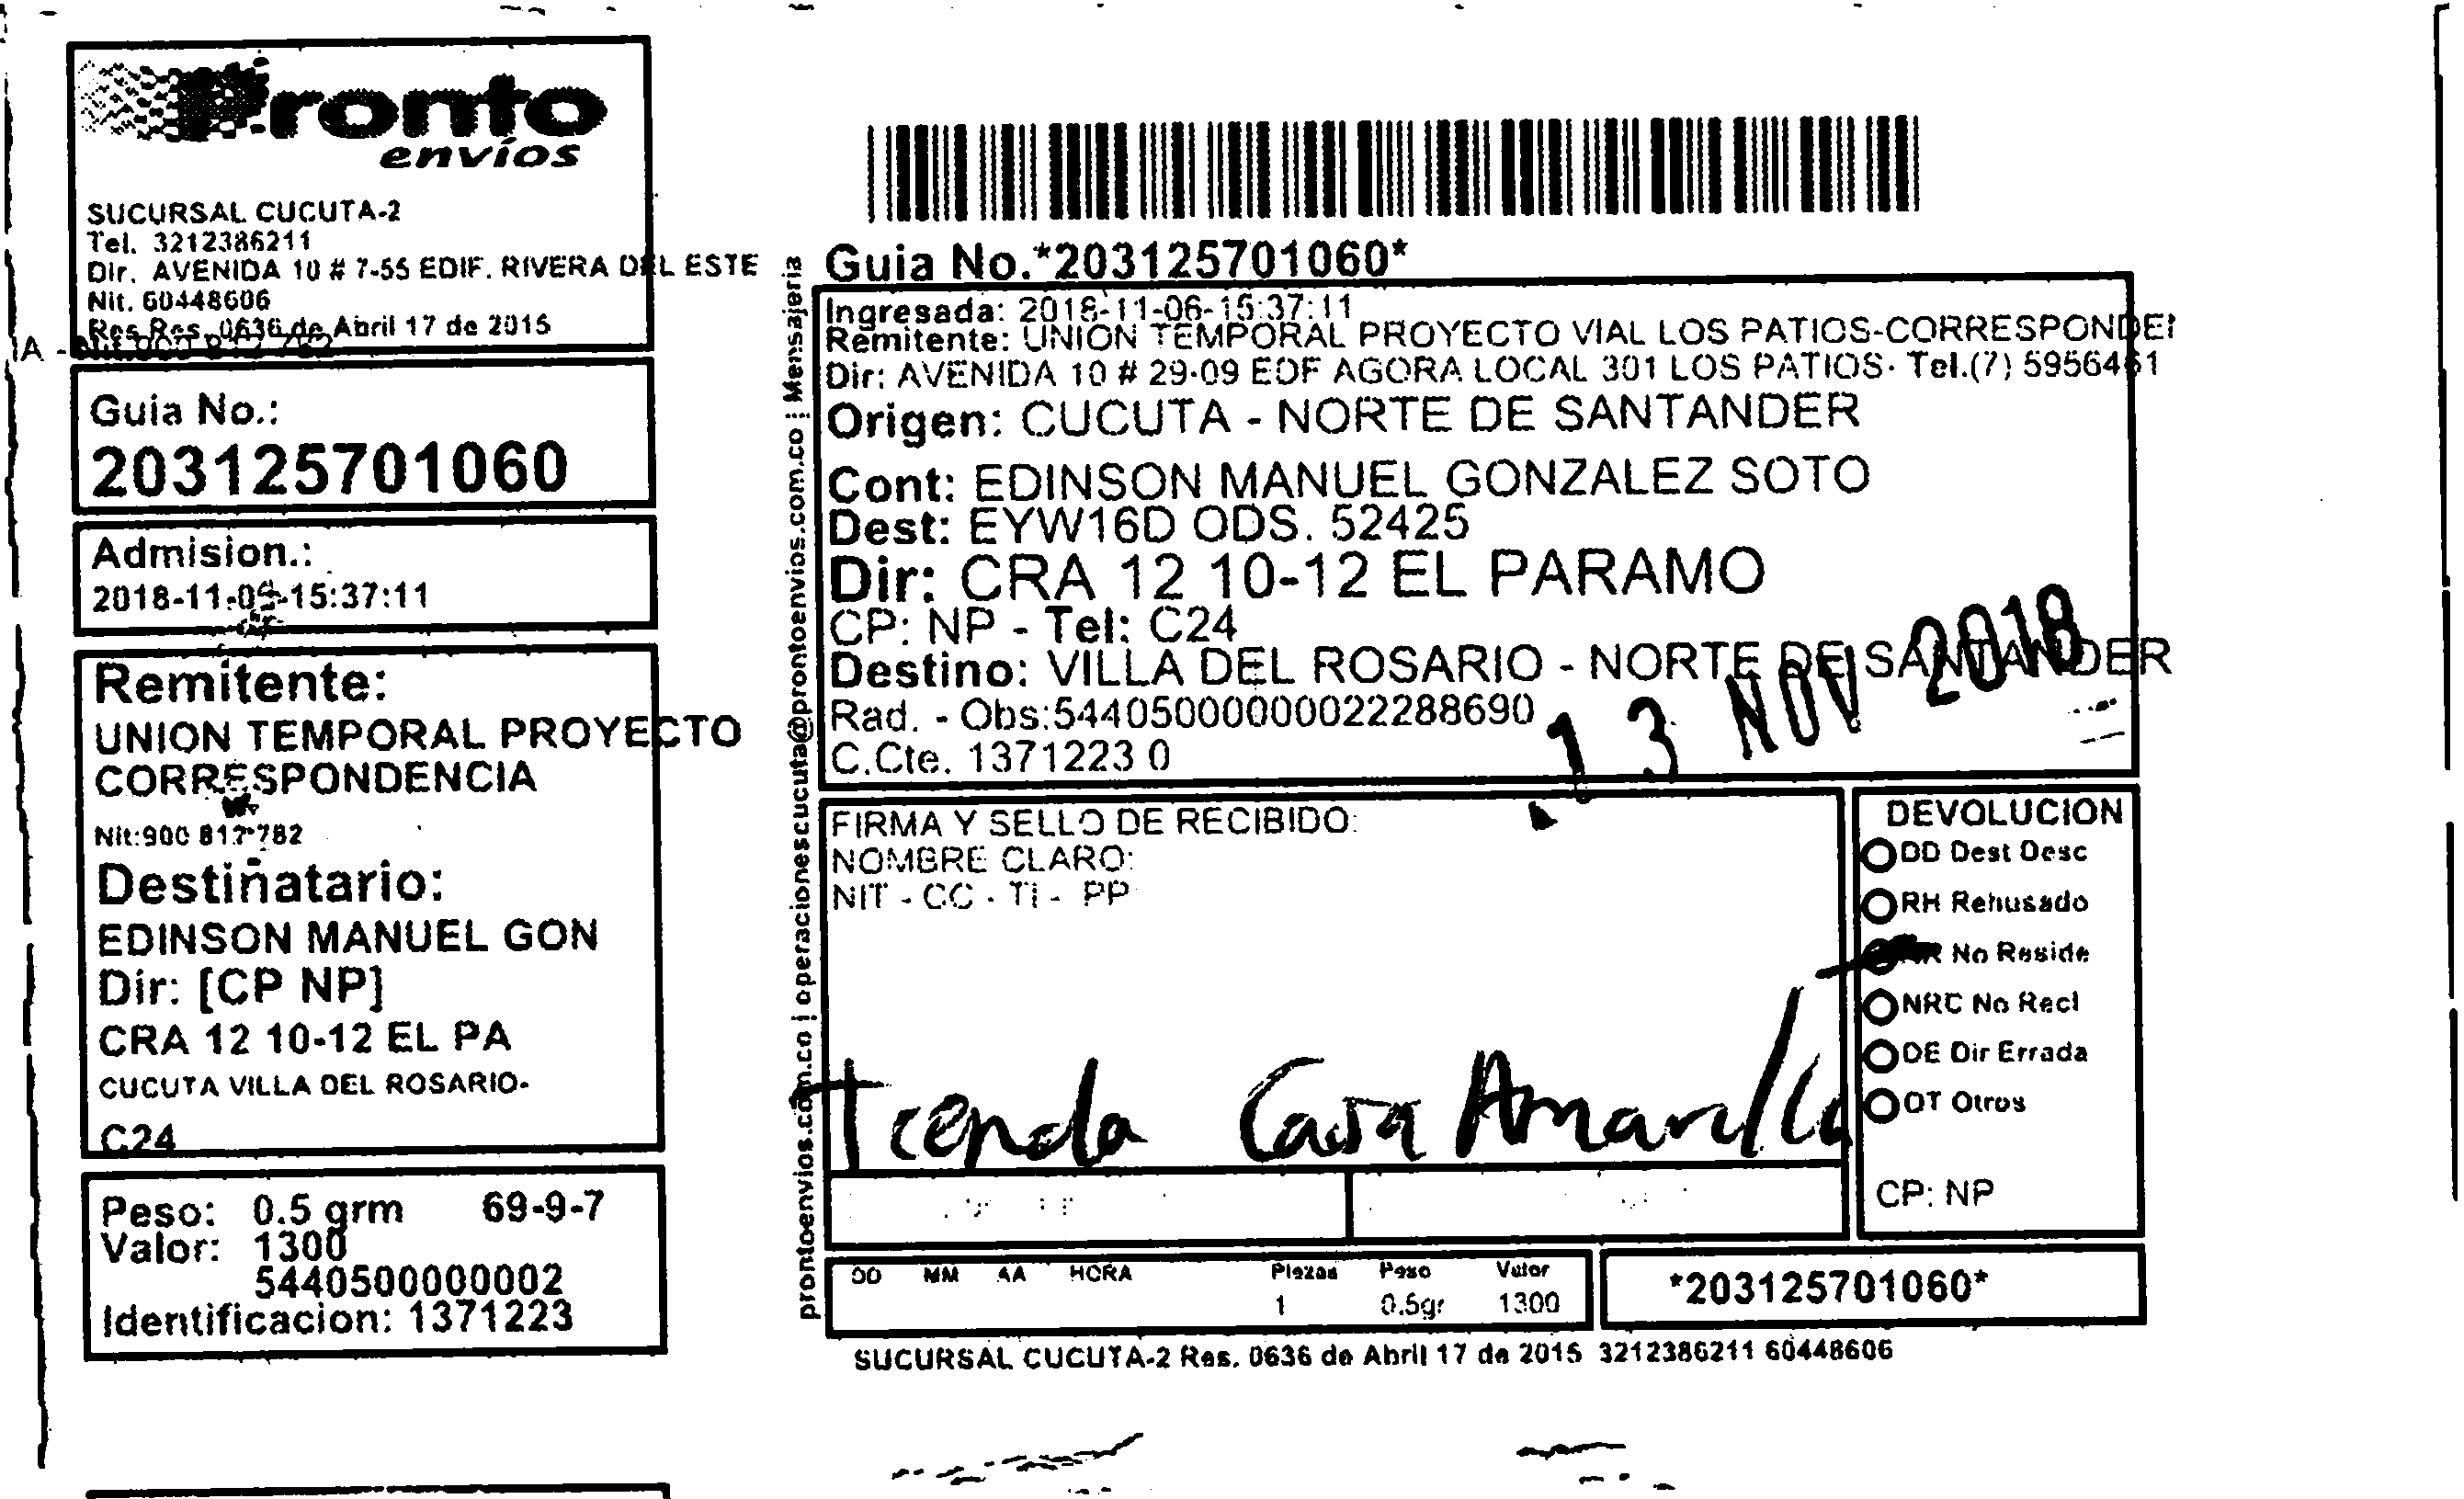 Pronto
envíos
SUCURSAL CUCUTA-2
Tel. 3212386211
Dir. AVENIDA 10 # 7-55 EDIF. RIVERA DEL ESTE
Nit. 60448606
Res Res. 0636 de Abril 17 de 2015
Guia No.:
203125701060
Admision.:
2018-11-06-15:37:11
Remitente:
UNION TEMPORAL PROYECTO
CORRESPONDENCIA
Nit:900 817 782
Destinatario:
EDINSON MANUEL GON
Dir: [CP NP]
CRA 12 10-12 EL PA
CUCUTA VILLA DEL ROSARIO-
C24
Peso: 0.5 grm 69-9-7
Valor: 1300
5440500000002
Identificacion: 1371223
prontoenvios.com.co | operacionescucuta@prontoenvios.com.co | Mensajeria
Guia No.*203125701060*
Ingresada: 2018-11-06-15:37:11
Remitente: UNION TEMPORAL PROYECTO VIAL LOS PATIOS-CORRESPONDEI
Dir: AVENIDA 10 # 29-09 EDF AGORA LOCAL 301 LOS PATIOS- Tel.(7) 5956461
Origen: CUCUTA - NORTE DE SANTANDER
Cont: EDINSON MANUEL GONZALEZ SOTO
Dest: EYW16D ODS. 52425
Dir: CRA 12 10-12 EL PARAMO
CP: NP - Tel: C24
Destino: VILLA DEL ROSARIO - NORTE DE SANTANDER
Rad. - Obs:544050000000022288690
C.Cte. 1371223 0
13 NOV 2018
FIRMA Y SELLO DE RECIBIDO:
NOMBRE CLARO:
NIT - CC - TI - PP
Tienda Casa Amarilla
DEVOLUCION
DD Dest Desc
RH Rehusado
NR No Reside
NRC No Recl
DE Dir Errada
OT Otros
CP: NP
DD MM AA HORA Piezas Peso Valor
1 0.5gr 1300
*203125701060*
SUCURSAL CUCUTA-2 Res. 0636 de Abril 17 de 2015 3212386211 60448606